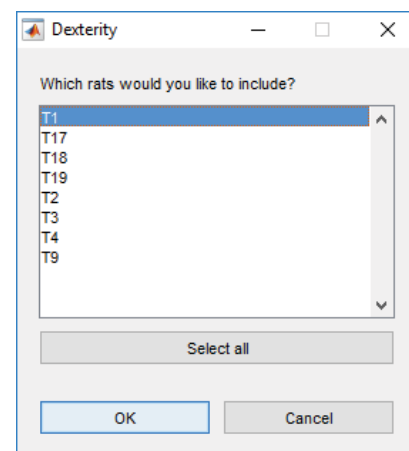 Dexterity
Which rats would you like to include?
T1
T17
T18
T19
T2
T3
T4
T9
Select all
OK Cancel